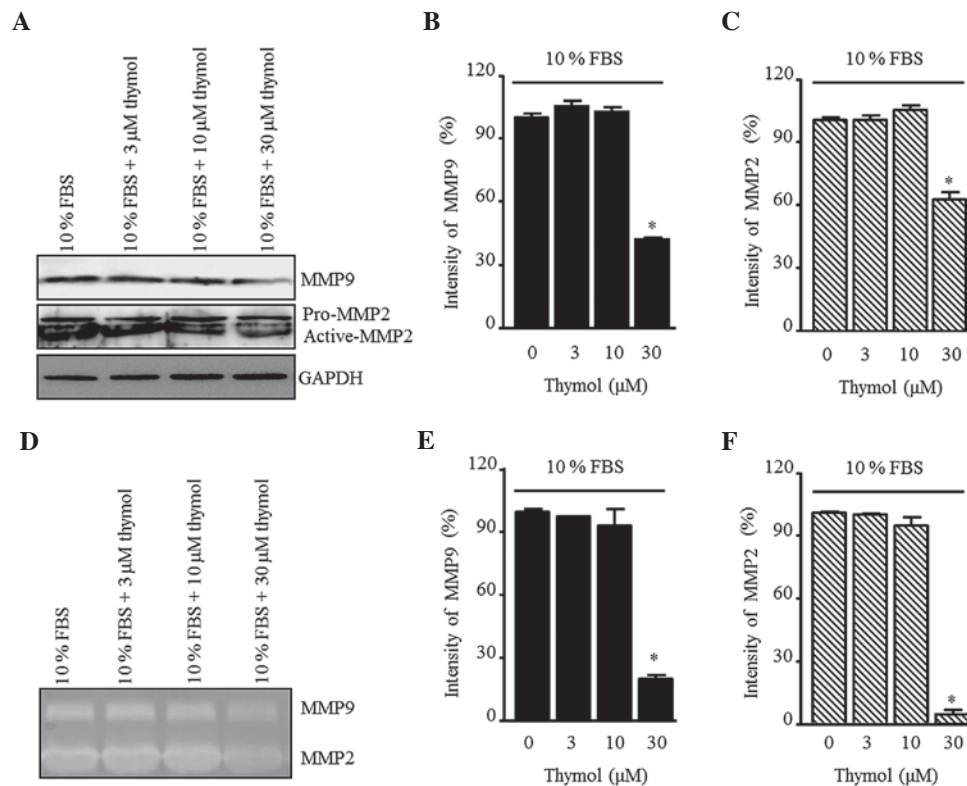 A
10 % FBS
10 % FBS + 3 µM thymol
10 % FBS + 10 µM thymol
10 % FBS + 30 µM thymol
MMP9
Pro-MMP2
Active-MMP2
GAPDH
B
10 % FBS
Intensity of MMP9 (%)
120
90
60
30
0
*
0 3 10 30
Thymol (µM)
C
10 % FBS
Intensity of MMP2 (%)
120
90
60
30
0
*
0 3 10 30
Thymol (µM)
D
10 % FBS
10 % FBS + 3 µM thymol
10 % FBS + 10 µM thymol
10 % FBS + 30 µM thymol
MMP9
MMP2
E
10 % FBS
Intensity of MMP9 (%)
120
90
60
30
0
*
0 3 10 30
Thymol (µM)
F
10 % FBS
Intensity of MMP2 (%)
120
90
60
30
0
*
0 3 10 30
Thymol (µM)